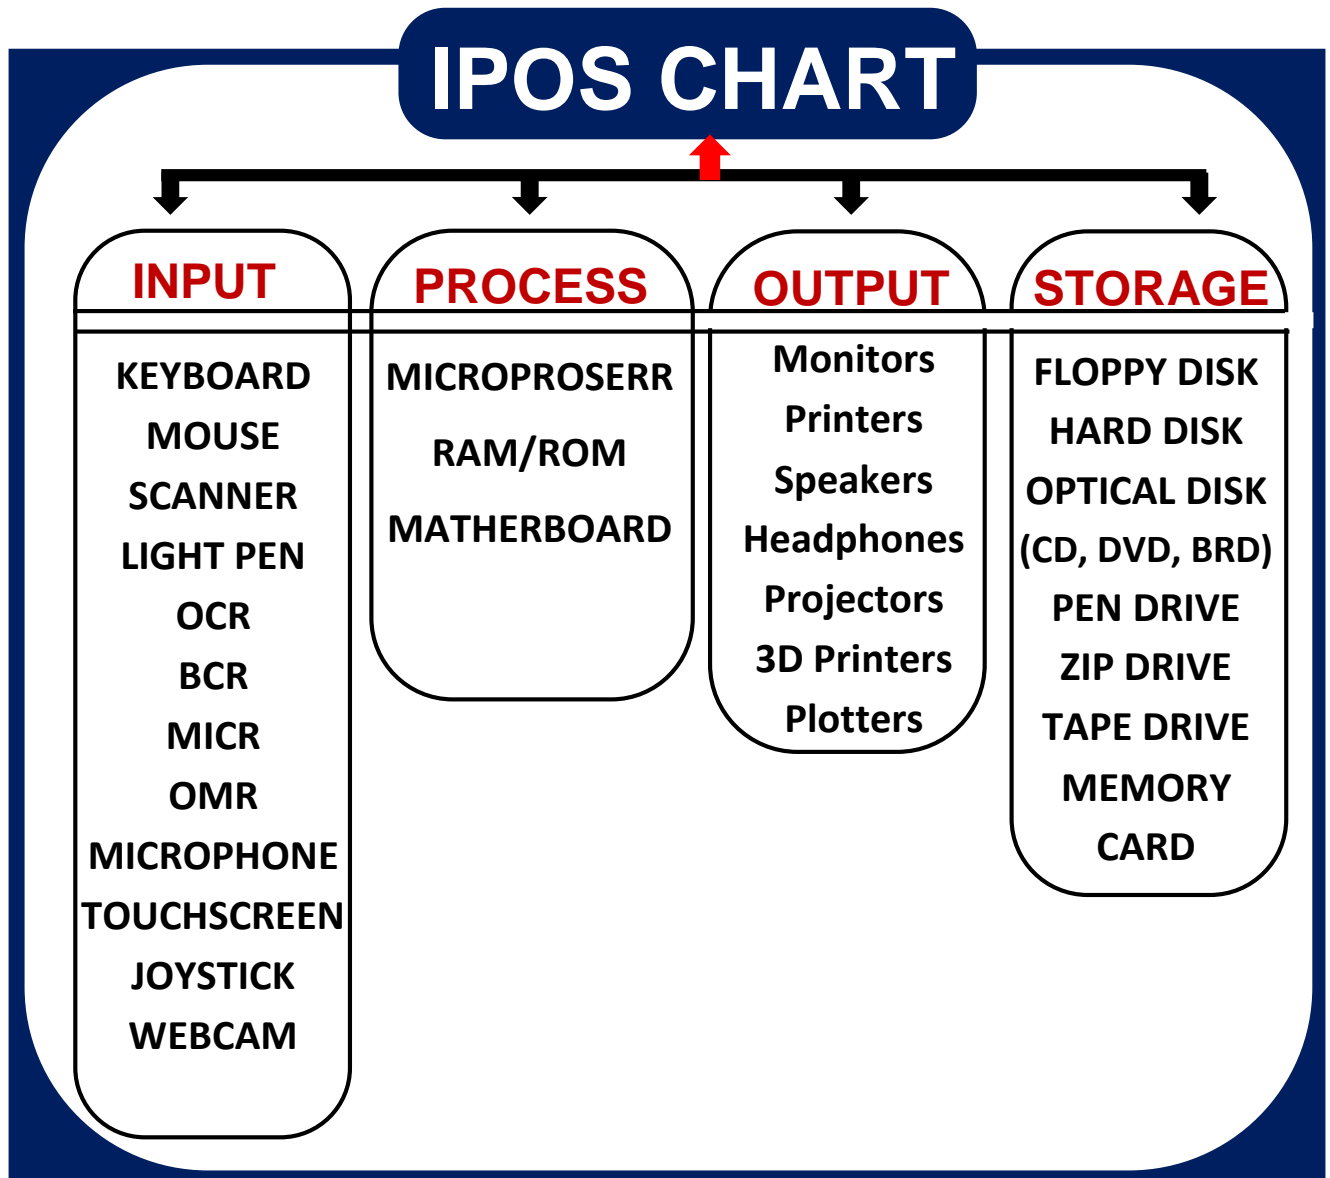 IPOS CHART
INPUT
KEYBOARD
MOUSE
SCANNER
LIGHT PEN
OCR
BCR
MICR
OMR
MICROPHONE
TOUCHSCREEN
JOYSTICK
WEBCAM
PROCESS
MICROPROSERR
RAM/ROM
MATHERBOARD
OUTPUT
Monitors
Printers
Speakers
Headphones
Projectors
3D Printers
Plotters
STORAGE
FLOPPY DISK
HARD DISK
OPTICAL DISK
(CD, DVD, BRD)
PEN DRIVE
ZIP DRIVE
TAPE DRIVE
MEMORY
CARD